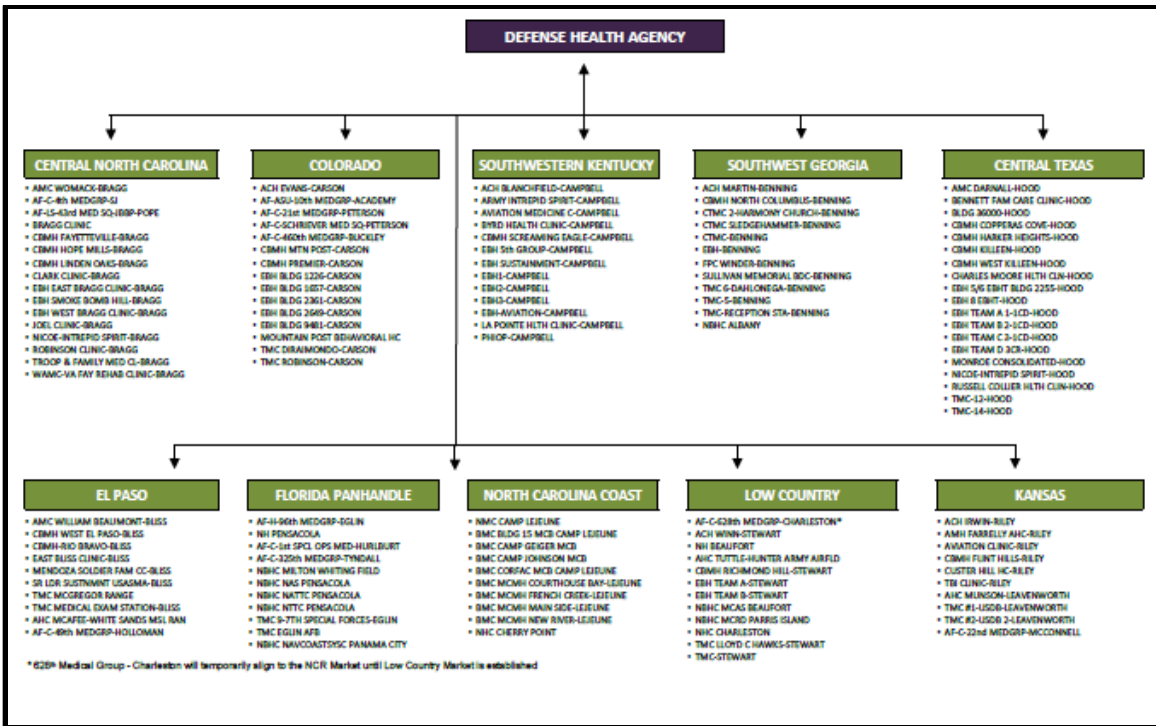 DEFENSE HEALTH AGENCY
CENTRAL NORTH CAROLINA
• AMC WOMACK-BRAGG
• AF-C-4th MEDGRP-SJ
• AF-LS-43rd MED SQ-JBBP-POPE
• BRAGG CLINIC
• CBMH FAYETTEVILLE-BRAGG
• CBMH HOPE MILLS-BRAGG
• CBMH LINDEN OAKS-BRAGG
• CLARK CLINIC-BRAGG
• EBH EAST BRAGG CLINIC-BRAGG
• EBH SMOKE BOMB HILL-BRAGG
• EBH WEST BRAGG CLINIC-BRAGG
• JOEL CLINIC-BRAGG
• NICOE-INTREPID SPIRIT-BRAGG
• ROBINSON CLINIC-BRAGG
• TROOP & FAMILY MED CL-BRAGG
• WAMC-VA FAY REHAB CLINIC-BRAGG
COLORADO
• ACH EVANS-CARSON
• AF-ASU-10th MEDGRP-ACADEMY
• AF-C-21st MEDGRP-PETERSON
• AF-C-SCHRIEVER MED SQ-PETERSON
• AF-C-460th MEDGRP-BUCKLEY
• CBMH MTN POST-CARSON
• CBMH PREMIER-CARSON
• EBH BLDG 1226-CARSON
• EBH BLDG 1657-CARSON
• EBH BLDG 2361-CARSON
• EBH BLDG 2649-CARSON
• EBH BLDG 9481-CARSON
• MOUNTAIN POST BEHAVIORAL HC
• TMC DIRAIMONDO-CARSON
• TMC ROBINSON-CARSON
SOUTHWESTERN KENTUCKY
• ACH BLANCHFIELD-CAMPBELL
• ARMY INTREPID SPIRIT-CAMPBELL
• AVIATION MEDICINE C-CAMPBELL
• BYRD HEALTH CLINIC-CAMPBELL
• CBMH SCREAMING EAGLE-CAMPBELL
• EBH 5th GROUP-CAMPBELL
• EBH SUSTAINMENT-CAMPBELL
• EBH1-CAMPBELL
• EBH2-CAMPBELL
• EBH3-CAMPBELL
• EBH-AVIATION-CAMPBELL
• LA POINTE HLTH CLINIC-CAMPBELL
• PHIOP-CAMPBELL
SOUTHWEST GEORGIA
• ACH MARTIN-BENNING
• CBMH NORTH COLUMBUS-BENNING
• CTMC 2-HARMONY CHURCH-BENNING
• CTMC SLEDGEHAMMER-BENNING
• CTMC-BENNING
• EBH-BENNING
• FPC WINDER-BENNING
• SULLIVAN MEMORIAL BDC-BENNING
• TMC 6-DAHLONEGA-BENNING
• TMC-5-BENNING
• TMC-RECEPTION STA-BENNING
• NBHC ALBANY
CENTRAL TEXAS
• AMC DARNALL-HOOD
• BENNETT FAM CARE CLINIC-HOOD
• BLDG 36000-HOOD
• CBMH COPPERAS COVE-HOOD
• CBMH HARKER HEIGHTS-HOOD
• CBMH KILLEEN-HOOD
• CBMH WEST KILLEEN-HOOD
• CHARLES MOORE HLTH CLN-HOOD
• EBH 5/6 EBHT BLDG 2255-HOOD
• EBH 8 EBHT-HOOD
• EBH TEAM A 1-1CD-HOOD
• EBH TEAM B 2-1CD-HOOD
• EBH TEAM C 3-1CD-HOOD
• EBH TEAM D 3CR-HOOD
• MONROE CONSOLIDATED-HOOD
• NICOE-INTREPID SPIRIT-HOOD
• RUSSELL COLLIER HLTH CLIN-HOOD
• TMC-12-HOOD
• TMC-14-HOOD
EL PASO
• AMC WILLIAM BEAUMONT-BLISS
• CBMH WEST EL PASO-BLISS
• CBMH-RIO BRAVO-BLISS
• EAST BLISS CLINIC-BLISS
• MENDOZA SOLDIER FAM CC-BLISS
• SR LDR SUSTNMNT USASMA-BLISS
• TMC MCGREGOR RANGE
• TMC MEDICAL EXAM STATION-BLISS
• AHC MCAFEE-WHITE SANDS MSL RAN
• AF-C-49th MEDGRP-HOLLOMAN
FLORIDA PANHANDLE
• AF-H-96th MEDGRP-EGLIN
• NH PENSACOLA
• AF-C-1st SPCL OPS MED-HURLBURT
• AF-C-325th MEDGRP-TYNDALL
• NBHC MILTON WHITING FIELD
• NBHC NAS PENSACOLA
• NBHC NATTC PENSACOLA
• NBHC NTTC PENSACOLA
• TMC 9-7TH SPECIAL FORCES-EGLIN
• TMC EGLIN AFB
• NBHC NAVCOASTSYSC PANAMA CITY
NORTH CAROLINA COAST
• NMC CAMP LEJEUNE
• BMC BLDG 15 MCB CAMP LEJEUNE
• BMC CAMP GEIGER MCB
• BMC CAMP JOHNSON MCB
• BMC CORFAC MCB CAMP LEJEUNE
• BMC MCMH COURTHOUSE BAY-LEJEUNE
• BMC MCMH FRENCH CREEK-LEJEUNE
• BMC MCMH MAIN SIDE-LEJEUNE
• BMC MCMH NEW RIVER-LEJEUNE
• NHC CHERRY POINT
LOW COUNTRY
• AF-C-628th MEDGRP-CHARLESTON*
• ACH WINN-STEWART
• NH BEAUFORT
• AHC TUTTLE-HUNTER ARMY AIRFLD
• CBMH RICHMOND HILL-STEWART
• EBH TEAM A-STEWART
• EBH TEAM B-STEWART
• NBHC MCAS BEAUFORT
• NBHC MCRD PARRIS ISLAND
• NHC CHARLESTON
• TMC LLOYD C HAWKS-STEWART
• TMC-STEWART
KANSAS
• ACH IRWIN-RILEY
• AMH FARRELLY AHC-RILEY
• AVIATION CLINIC-RILEY
• CBMH FLINT HILLS-RILEY
• CUSTER HILL HC-RILEY
• TBI CLINIC-RILEY
• AHC MUNSON-LEAVENWORTH
• TMC #1-USDB-LEAVENWORTH
• TMC #2-USDB 2-LEAVENWORTH
• AF-C-22nd MEDGRP-MCCONNELL
* 628th Medical Group - Charleston will temporarily align to the NCR Market until Low Country Market is established